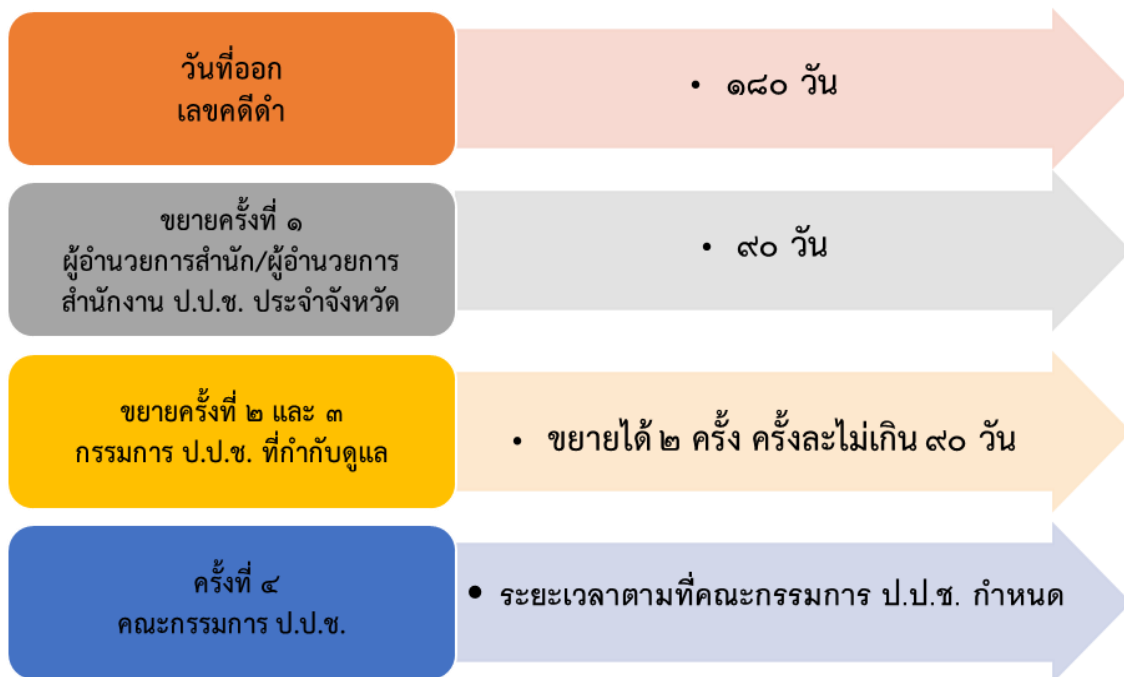 วันที่ออก
เลขคดีดำ
• ๑๘๐ วัน
ขยายครั้งที่ ๑
ผู้อำนวยการสำนัก/ผู้อำนวยการ
สำนักงาน ป.ป.ช. ประจำจังหวัด
• ๙๐ วัน
ขยายครั้งที่ ๒ และ ๓
กรรมการ ป.ป.ช. ที่กำกับดูแล
• ขยายได้ ๒ ครั้ง ครั้งละไม่เกิน ๙๐ วัน
ครั้งที่ ๔
คณะกรรมการ ป.ป.ช.
• ระยะเวลาตามที่คณะกรรมการ ป.ป.ช. กำหนด